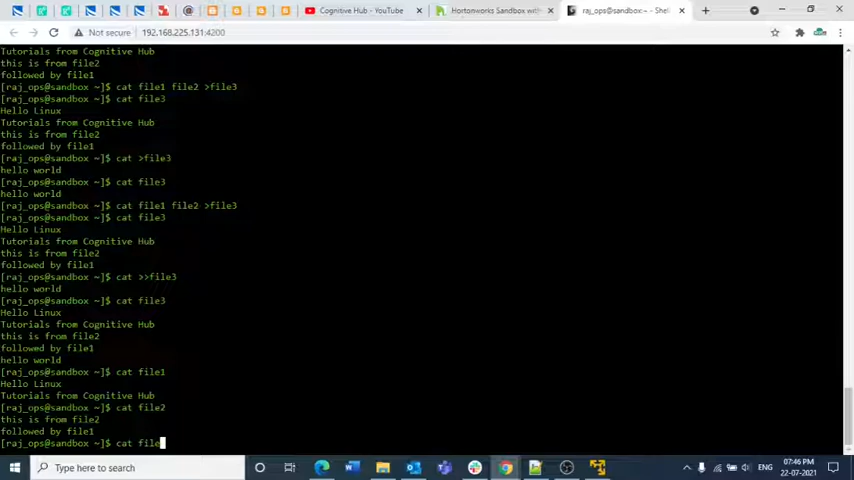 Cognitive Hub - YouTube
Hortonworks Sandbox with
raj_ops@sandbox:~ - She
Not secure
192.168.225.131:4200
Tutorials from Cognitive Hub
this is from file2
followed by file1
[raj_ops@sandbox ~]$ cat file1 file2 >file3
[raj_ops@sandbox ~]$ cat file3
Hello Linux
Tutorials from Cognitive Hub
this is from file2
followed by file1
[raj_ops@sandbox ~]$ cat >file3
hello world
[raj_ops@sandbox ~]$ cat file3
hello world
[raj_ops@sandbox ~]$ cat file1 file2 >file3
[raj_ops@sandbox ~]$ cat file3
Hello Linux
Tutorials from Cognitive Hub
this is from file2
followed by file1
[raj_ops@sandbox ~]$ cat >>file3
hello world
[raj_ops@sandbox ~]$ cat file3
Hello Linux
Tutorials from Cognitive Hub
this is from file2
followed by file1
hello world
[raj_ops@sandbox ~]$ cat file1
Hello Linux
Tutorials from Cognitive Hub
[raj_ops@sandbox ~]$ cat file2
this is from file2
followed by file1
[raj_ops@sandbox ~]$ cat file
Type here to search
ENG
07:46 PM
22-07-2021